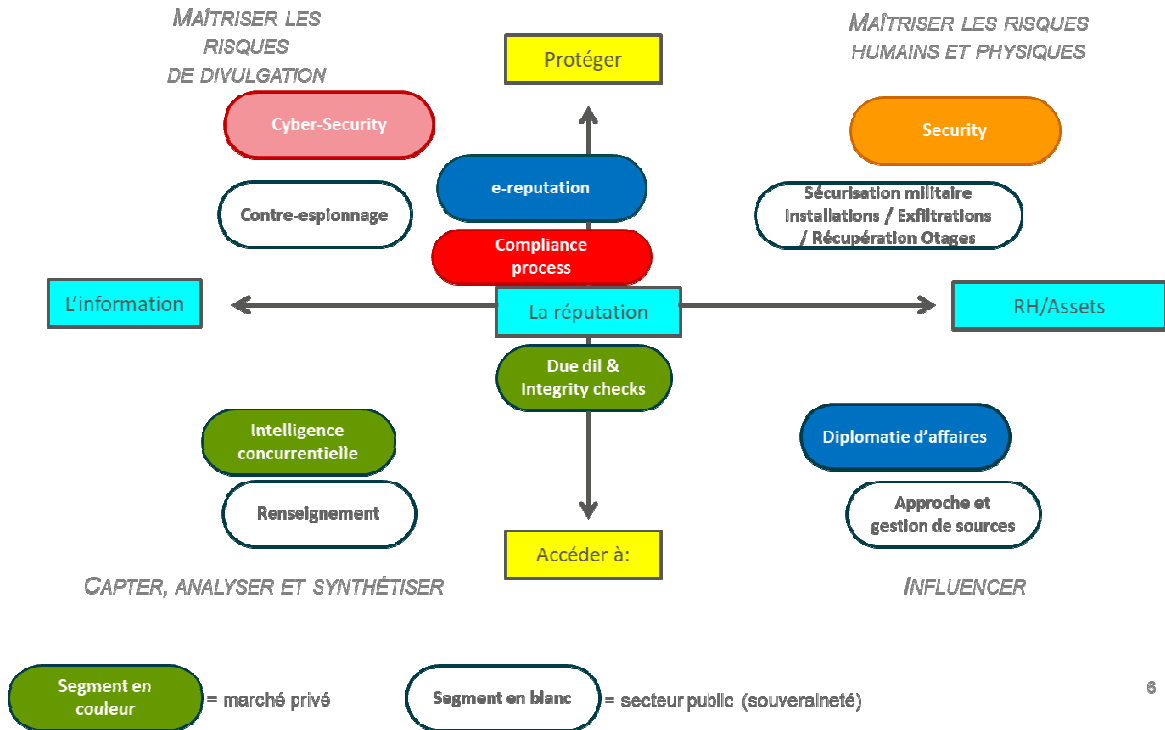 MAÎTRISER LES
RISQUES
DE DIVULGATION
MAÎTRISER LES RISQUES
HUMAINS ET PHYSIQUES
Protéger
Cyber-Security
Security
e-reputation
Contre-espionnage
Sécurisation militaire
Installations / Exfiltrations
/ Récupération Otages
Compliance
process
L'information
La réputation
RH/Assets
Due dil &
Integrity checks
Intelligence
concurrentielle
Diplomatie d'affaires
Renseignement
Approche et
gestion de sources
Accéder à:
CAPTER, ANALYSER ET SYNTHÉTISER
INFLUENCER
Segment en
couleur
= marché privé
Segment en blanc
= secteur public (souveraineté)
6